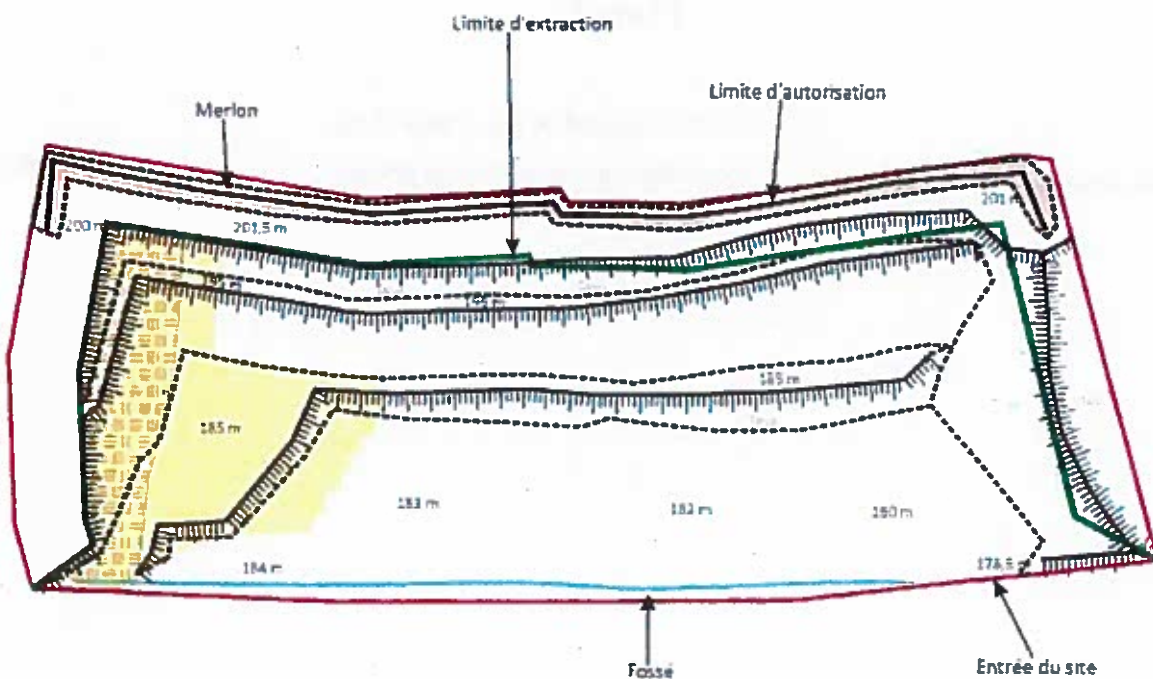 Limite d'extraction
Limite d'autorisation
Merlon
201 m
201,5 m
185 m
185 m
183 m
182 m
180 m
184 m
178,5 m
Fossé
Entrée du site